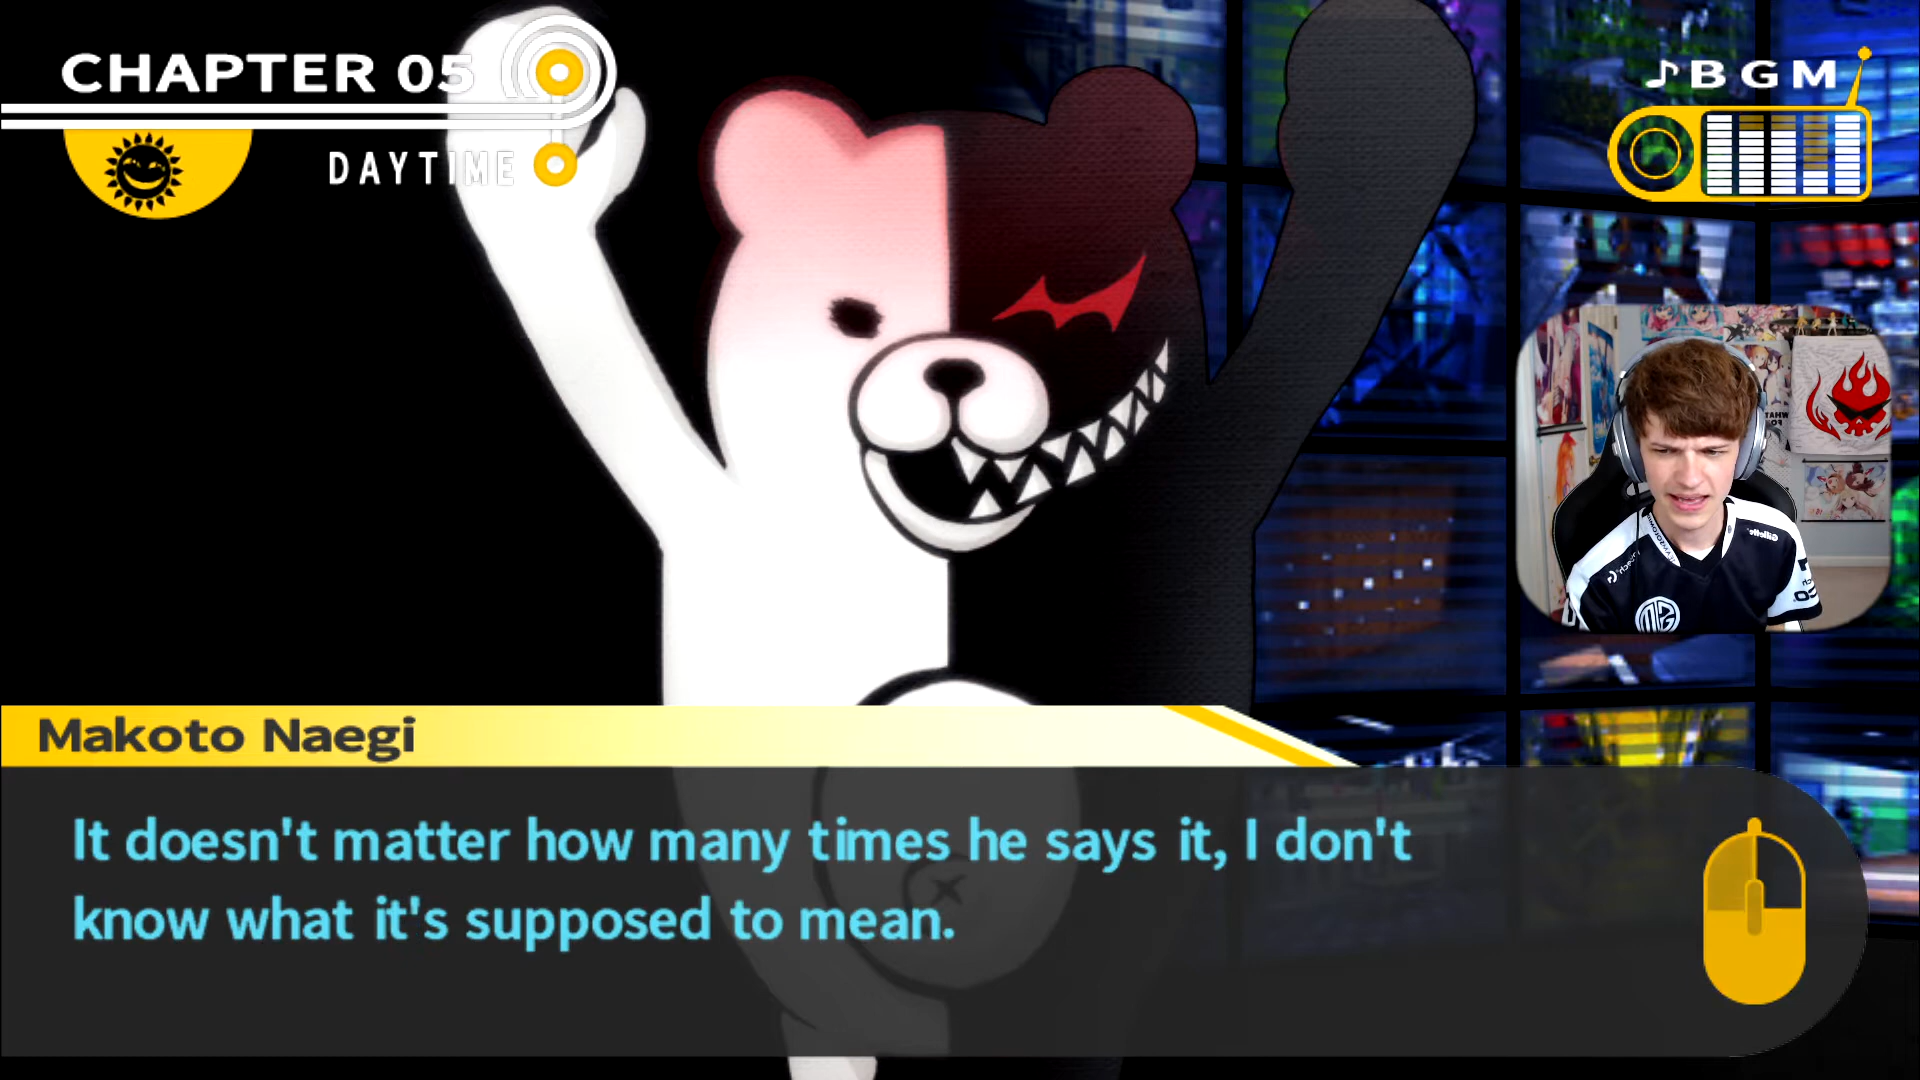 CHAPTER 05
DAYTIME
♪BGM
Makoto Naegi
It doesn't matter how many times he says it, I don't
know what it's supposed to mean.